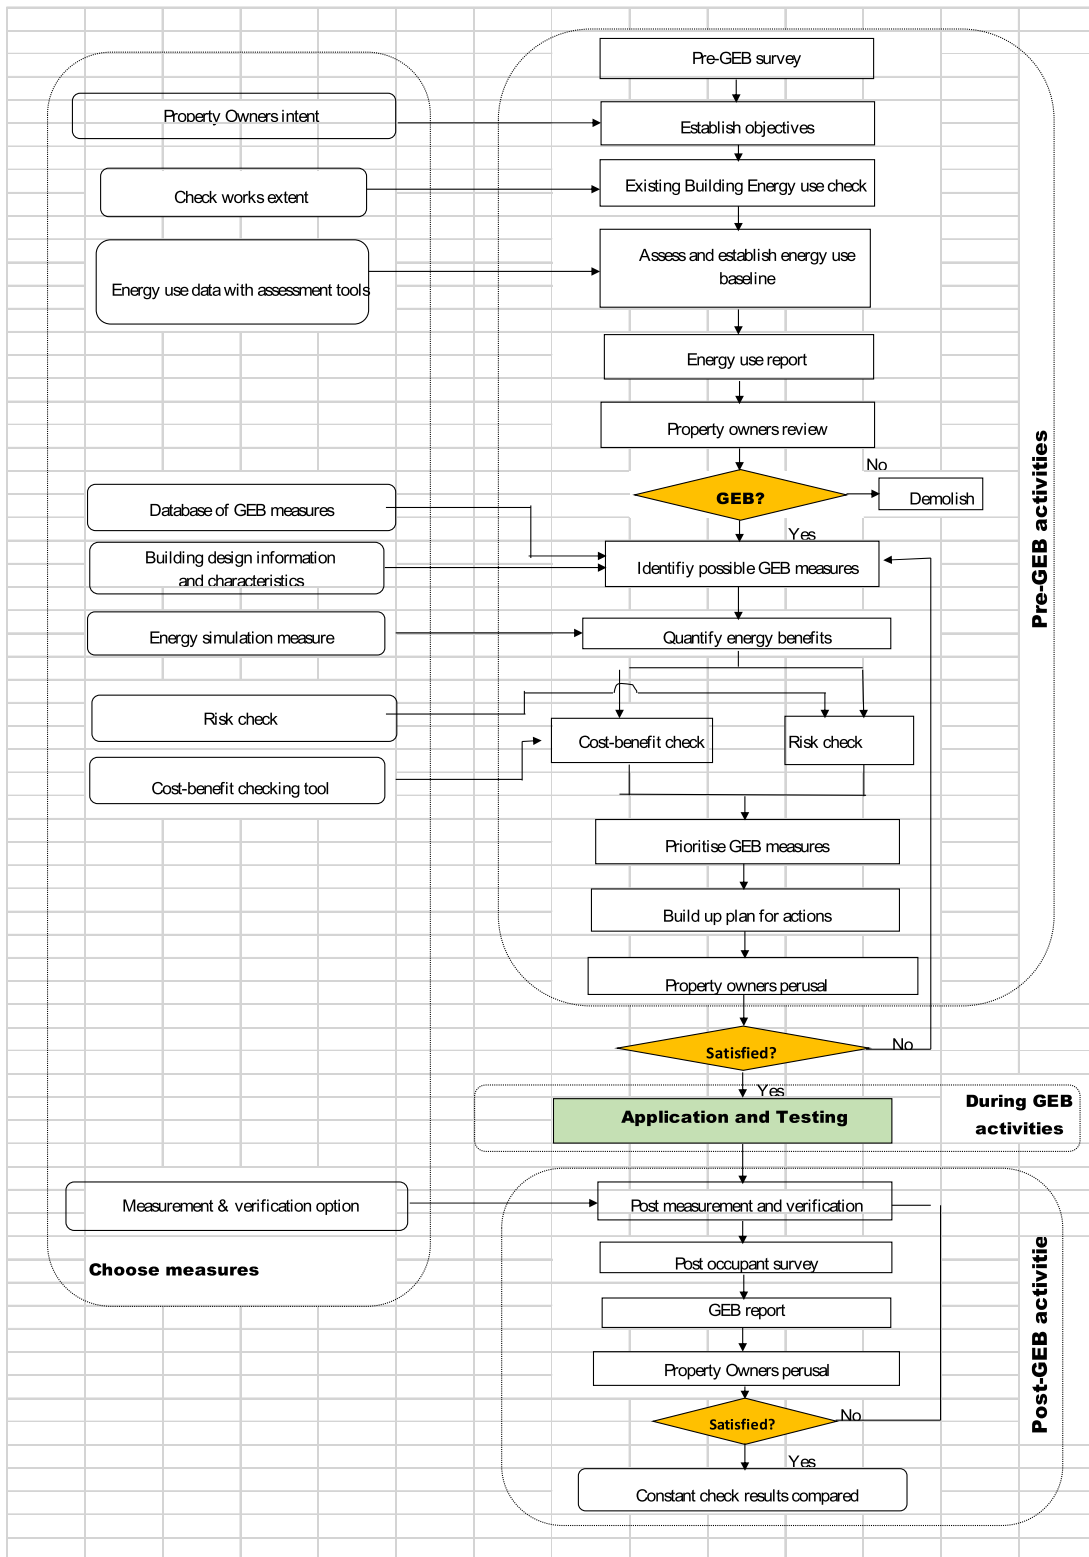 Pre-GEB survey
Property Owners intent
Establish objectives
Check works extent
Existing Building Energy use check
Energy use data with assessment tools
Assess and establish energy use
baseline
Energy use report
Property owners review
No
GEB?
Demolish
Yes
Database of GEB measures
Building design information
and characteristics
Identifiy possible GEB measures
Energy simulation measure
Quantify energy benefits
Risk check
Cost-benefit check
Risk check
Cost-benefit checking tool
Prioritise GEB measures
Build up plan for actions
Property owners perusal
Pre-GEB activities
Satisfied?
No
Yes
Application and Testing
During GEB
activities
Measurement & verification option
Choose measures
Post measurement and verification
Post occupant survey
GEB report
Property Owners perusal
Satisfied?
No
Yes
Constant check results compared
Post-GEB activitie